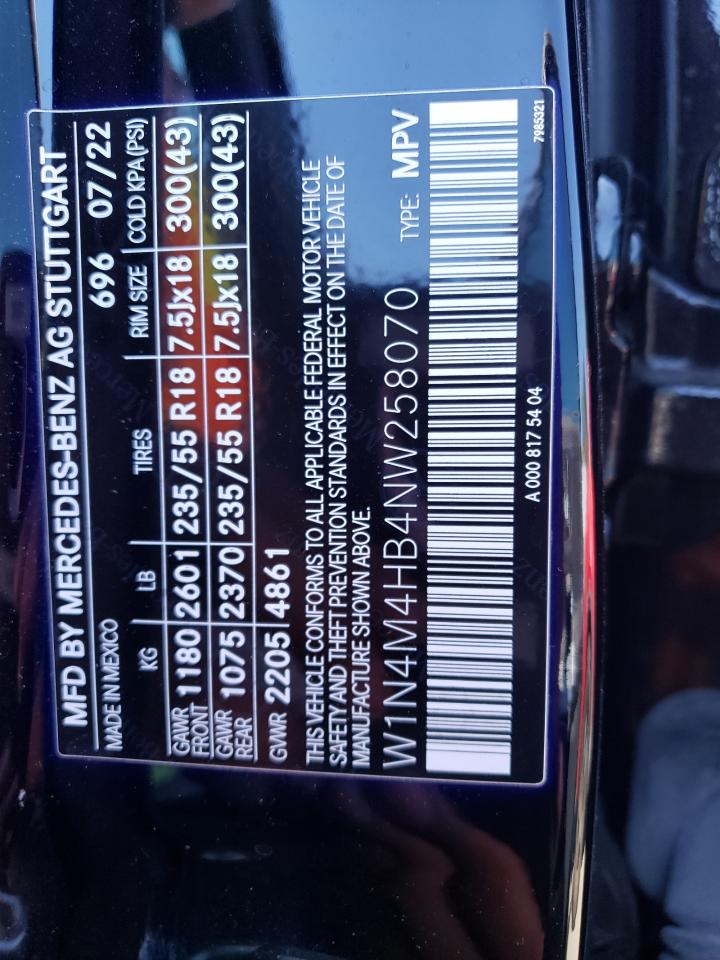 MFD BY MERCEDES-BENZ AG STUTTGART
MADE IN MEXICO 696 07/22
KG LB TIRES RIM SIZE COLD KPA(PSI)
GAWR FRONT 1180 2601 235/55 R18 7.5Jx18 300(43)
GAWR REAR 1075 2370 235/55 R18 7.5Jx18 300(43)
GVWR 2205 4861
THIS VEHICLE CONFORMS TO ALL APPLICABLE FEDERAL MOTOR VEHICLE
SAFETY AND THEFT PREVENTION STANDARDS IN EFFECT ON THE DATE OF
MANUFACTURE SHOWN ABOVE.
W1N4M4HB4NW258070 TYPE: MPV
A 000 817 54 04 7985321